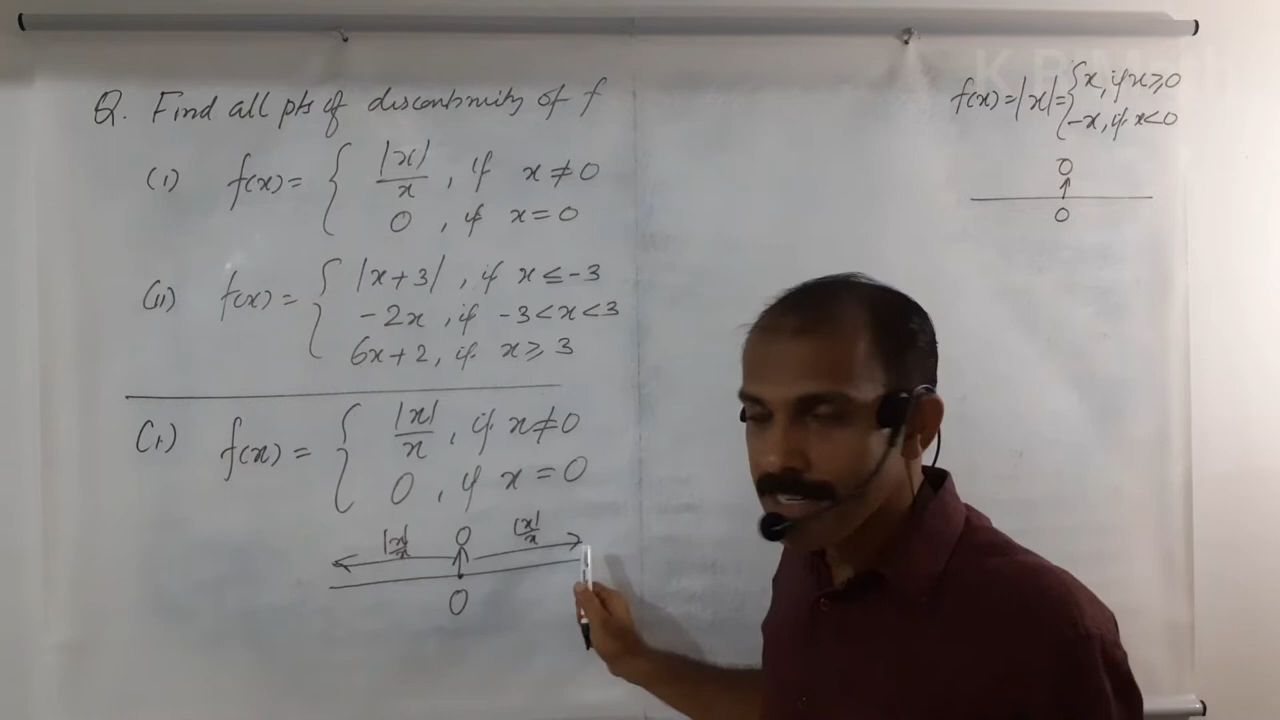 Q. Find all pts of discontinuity of f
(i) f(x) = { |x|/x , if x ≠ 0
0 , if x = 0
(ii) f(x) = { |x+3| , if x ≤ -3
-2x , if -3 < x < 3
6x+2 , if x ⩾ 3
(i) f(x) = { |x|/x , if x ≠ 0
0 , if x = 0
|x|/x 0 |x|/x
0
f(x) = |x| = { x, if x ⩾ 0
-x, if x < 0
0
0